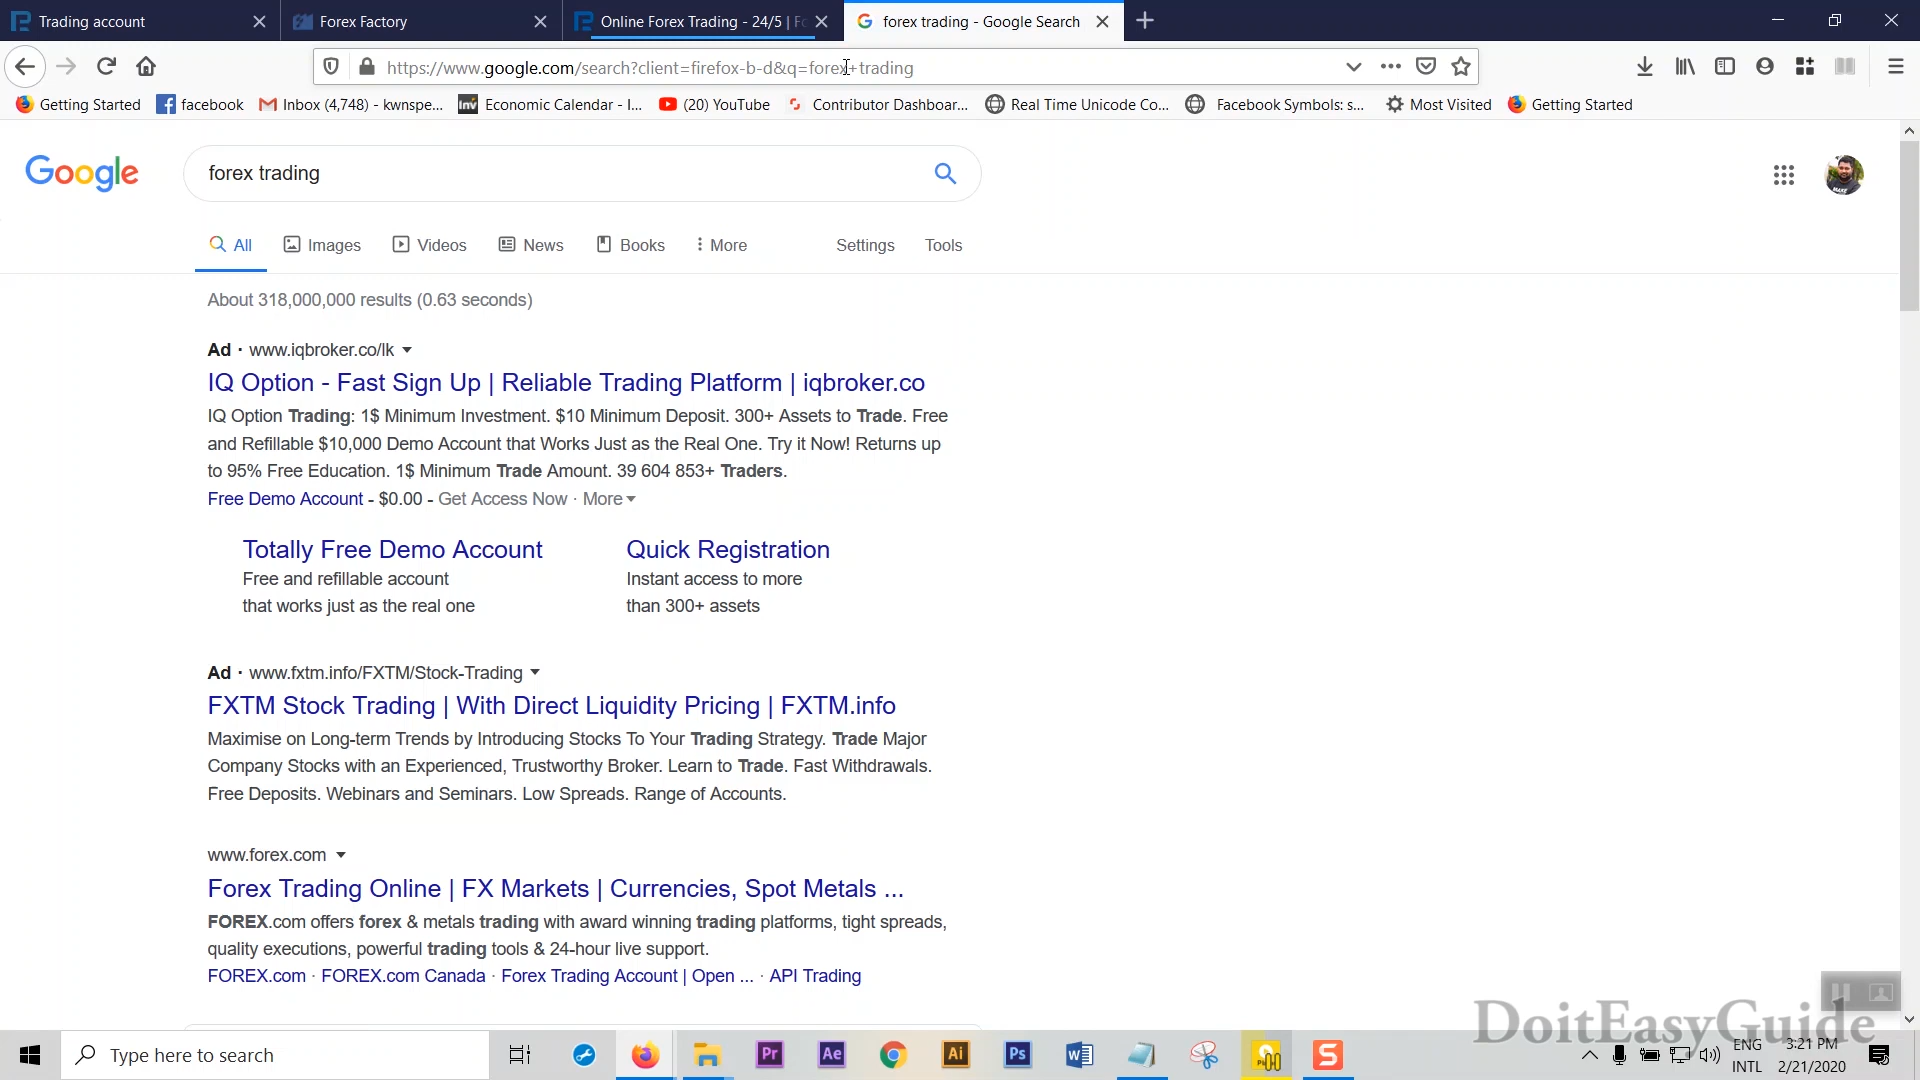 Trading account
Forex Factory
Online Forex Trading - 24/5 | Fo
forex trading - Google Search
https://www.google.com/search?client=firefox-b-d&q=forex+trading
Getting Started
facebook
Inbox (4,748) - kwnspe...
Inv
Economic Calendar - I...
(20) YouTube
Contributor Dashboar...
Real Time Unicode Co...
Facebook Symbols: s...
Most Visited
Getting Started
Google
forex trading
All
Images
Videos
News
Books
More
Settings
Tools
About 318,000,000 results (0.63 seconds)
Ad · www.iqbroker.co/lk
IQ Option - Fast Sign Up | Reliable Trading Platform | iqbroker.co
IQ Option Trading: 1$ Minimum Investment. $10 Minimum Deposit. 300+ Assets to Trade. Free
and Refillable $10,000 Demo Account that Works Just as the Real One. Try it Now! Returns up
to 95% Free Education. 1$ Minimum Trade Amount. 39 604 853+ Traders.
Free Demo Account - $0.00 - Get Access Now · More
Totally Free Demo Account
Free and refillable account
that works just as the real one
Quick Registration
Instant access to more
than 300+ assets
Ad · www.fxtm.info/FXTM/Stock-Trading
FXTM Stock Trading | With Direct Liquidity Pricing | FXTM.info
Maximise on Long-term Trends by Introducing Stocks To Your Trading Strategy. Trade Major
Company Stocks with an Experienced, Trustworthy Broker. Learn to Trade. Fast Withdrawals.
Free Deposits. Webinars and Seminars. Low Spreads. Range of Accounts.
www.forex.com
Forex Trading Online | FX Markets | Currencies, Spot Metals ...
FOREX.com offers forex & metals trading with award winning trading platforms, tight spreads,
quality executions, powerful trading tools & 24-hour live support.
FOREX.com · FOREX.com Canada · Forex Trading Account | Open ... · API Trading
DoitEasyGuide
Type here to search
Pr
Ae
Ai
Ps
S
ENG
INTL
3:21 PM
2/21/2020